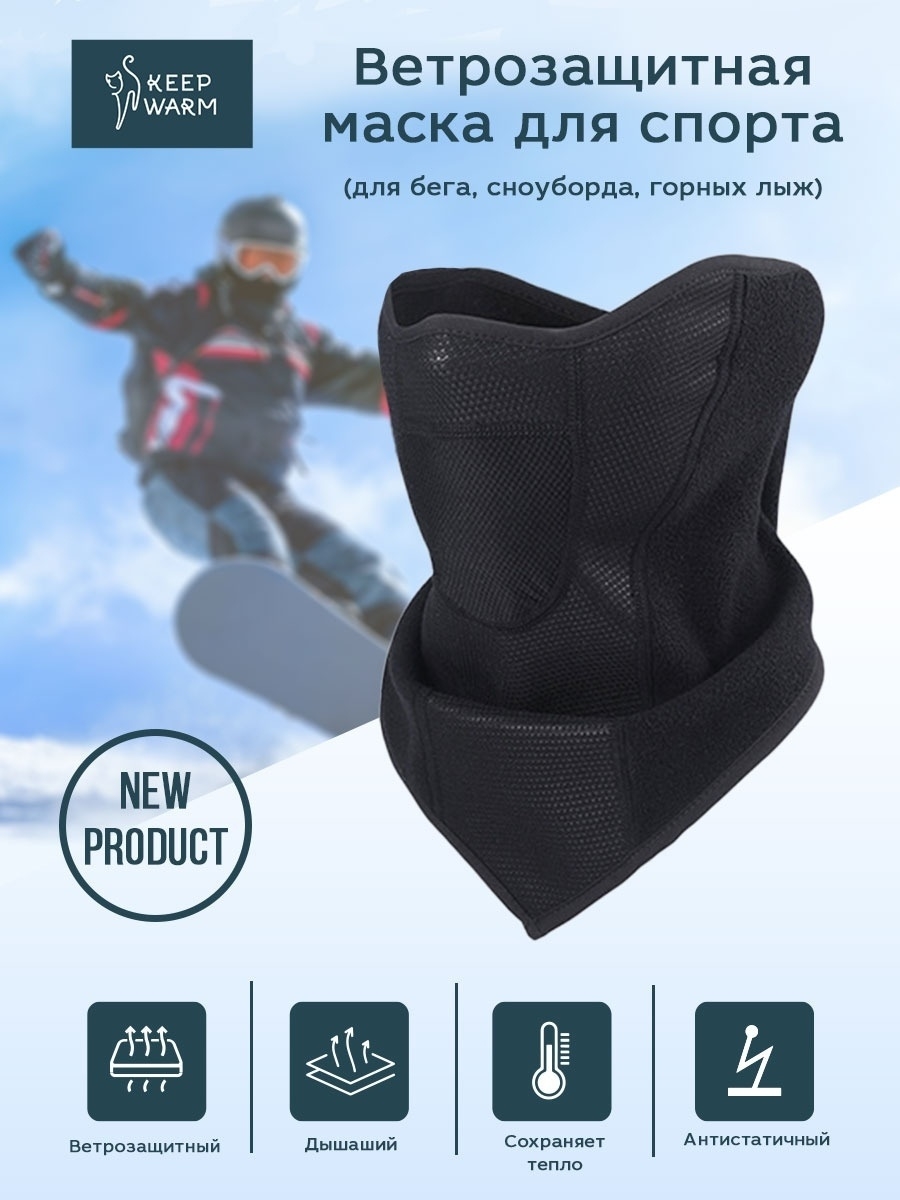 KEEP
WARM
Ветрозащитная
маска для спорта
(для бега, сноуборда, горных лыж)
NEW
PRODUCT
Ветрозащитный
Дышаший
Сохраняет
тепло
Антистатичный